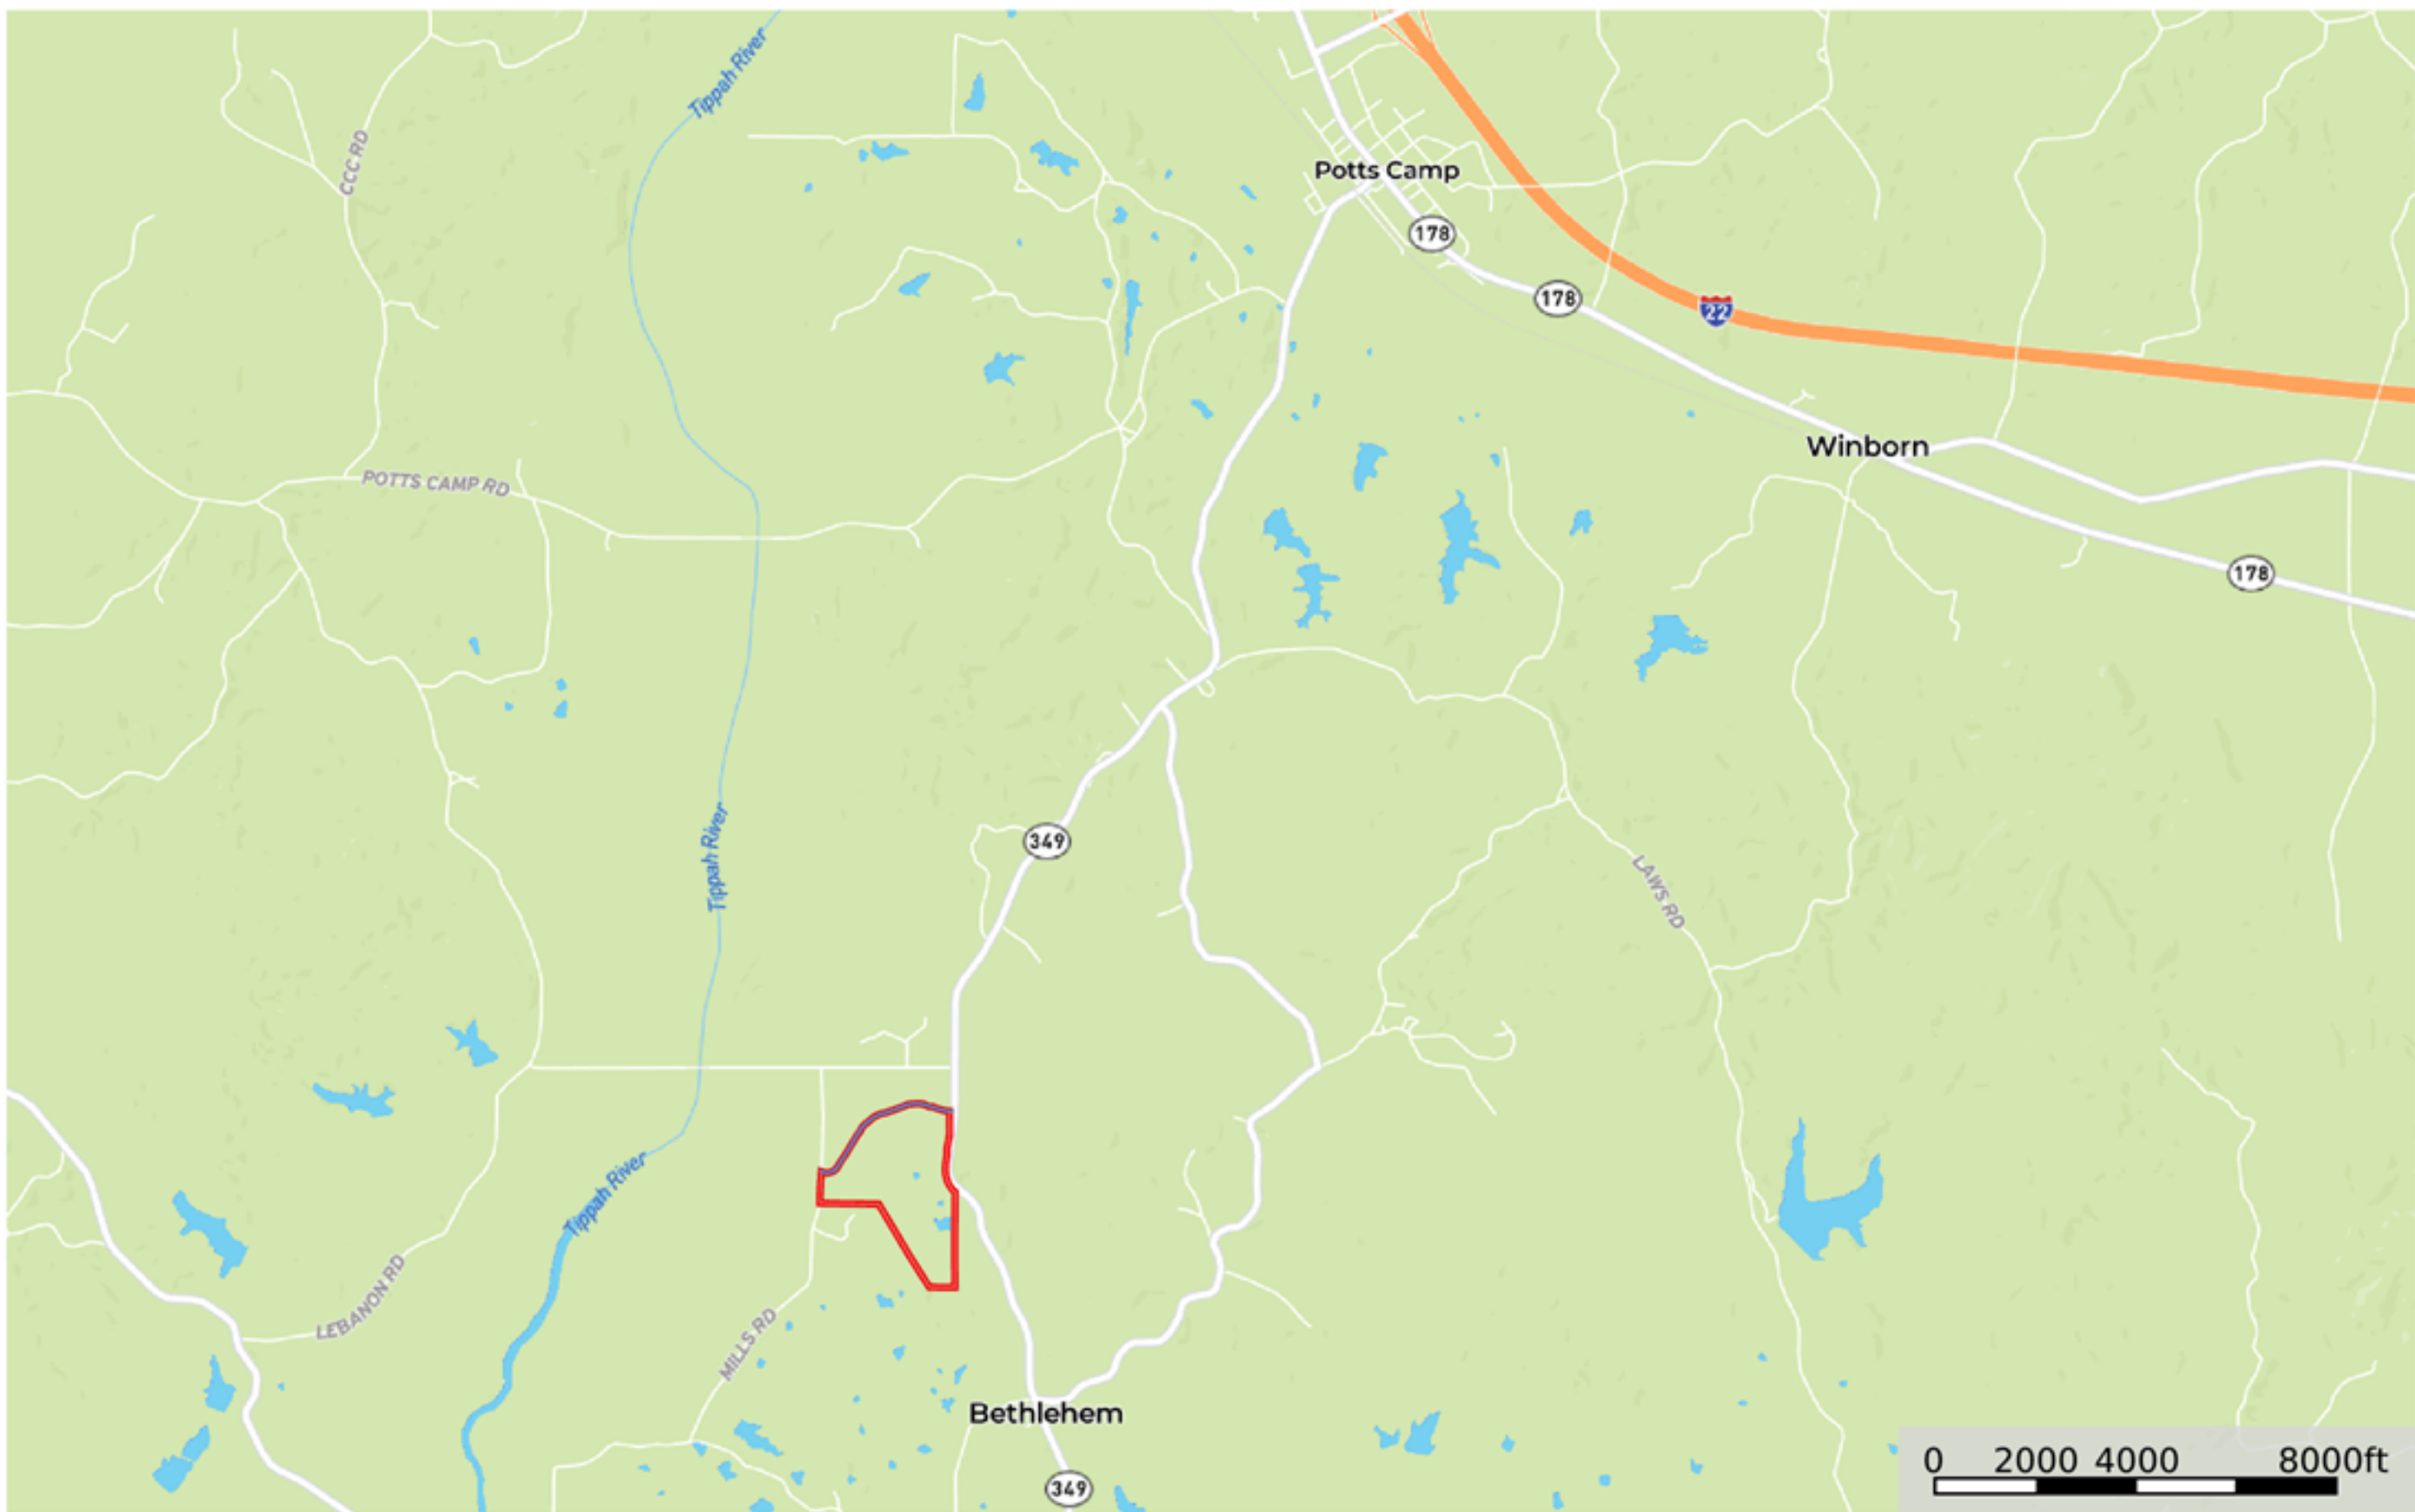 Tippah River
CCC RD
Potts Camp
178
178
22
Winborn
POTTS CAMP RD
178
349
Tippah River
LAWS RD
Tippah River
LEBANON RD
MILLS RD
Bethlehem
349
0 2000 4000 8000ft